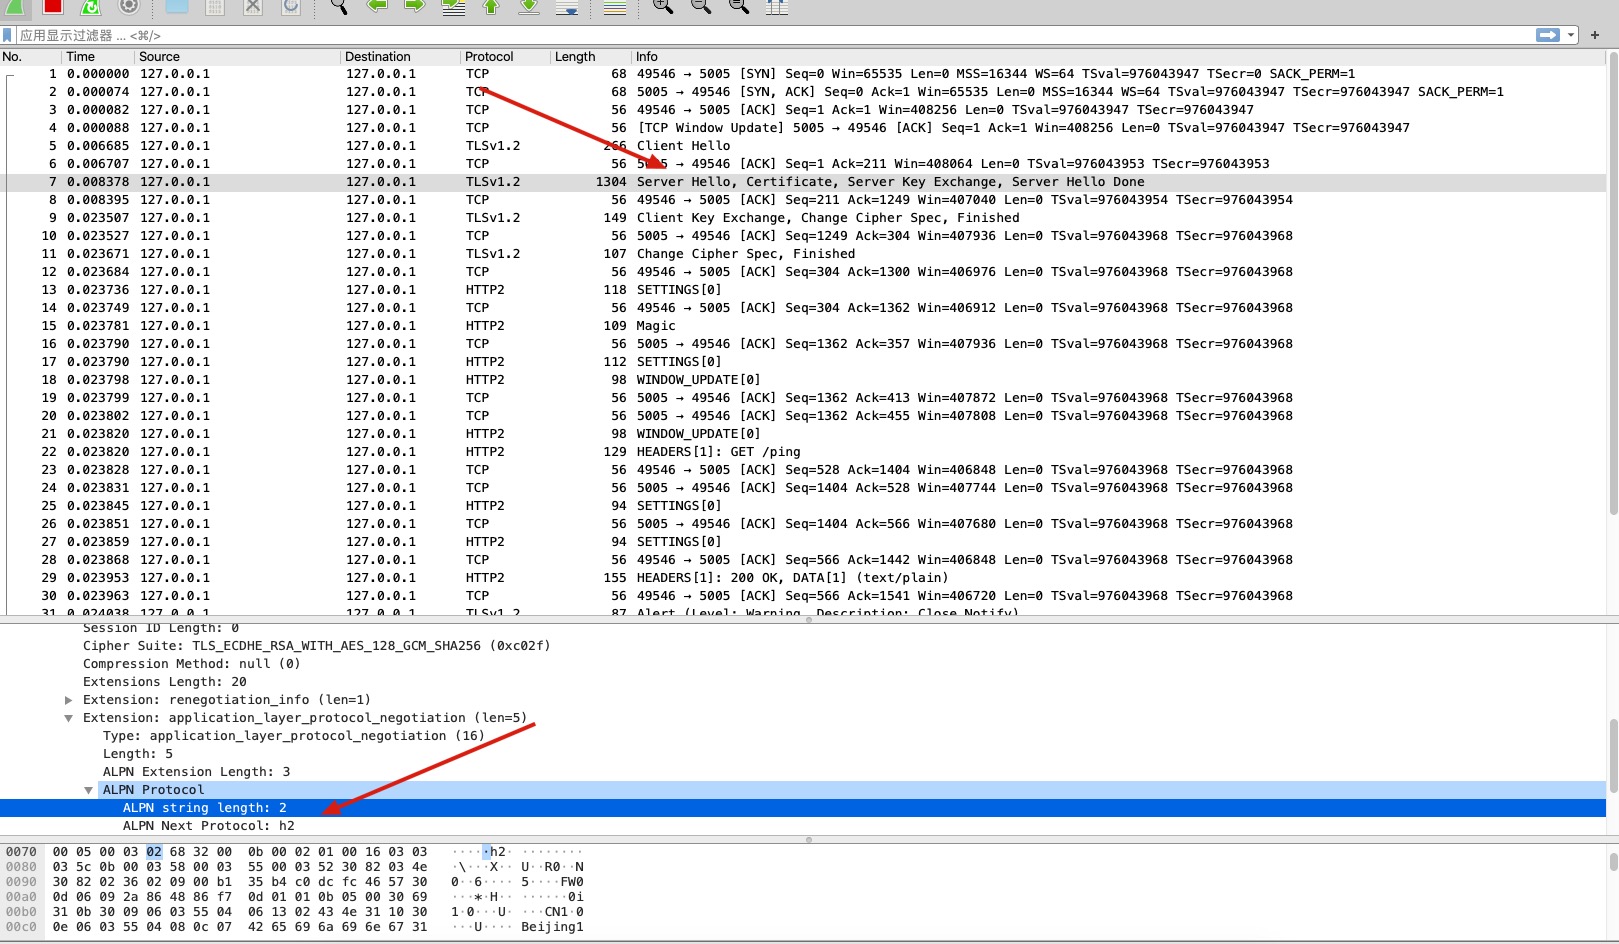 应用显示过滤器 … <⌘/>
+
No. Time Source Destination Protocol Length Info
1 0.000000 127.0.0.1 127.0.0.1 TCP 68 49546 → 5005 [SYN] Seq=0 Win=65535 Len=0 MSS=16344 WS=64 TSval=976043947 TSecr=0 SACK_PERM=1
2 0.000074 127.0.0.1 127.0.0.1 TCP 68 5005 → 49546 [SYN, ACK] Seq=0 Ack=1 Win=65535 Len=0 MSS=16344 WS=64 TSval=976043947 TSecr=976043947 SACK_PERM=1
3 0.000082 127.0.0.1 127.0.0.1 TCP 56 49546 → 5005 [ACK] Seq=1 Ack=1 Win=408256 Len=0 TSval=976043947 TSecr=976043947
4 0.000088 127.0.0.1 127.0.0.1 TCP 56 [TCP Window Update] 5005 → 49546 [ACK] Seq=1 Ack=1 Win=408256 Len=0 TSval=976043947 TSecr=976043947
5 0.006685 127.0.0.1 127.0.0.1 TLSv1.2 266 Client Hello
6 0.006707 127.0.0.1 127.0.0.1 TCP 56 5005 → 49546 [ACK] Seq=1 Ack=211 Win=408064 Len=0 TSval=976043953 TSecr=976043953
7 0.008378 127.0.0.1 127.0.0.1 TLSv1.2 1304 Server Hello, Certificate, Server Key Exchange, Server Hello Done
8 0.008395 127.0.0.1 127.0.0.1 TCP 56 49546 → 5005 [ACK] Seq=211 Ack=1249 Win=407040 Len=0 TSval=976043954 TSecr=976043954
9 0.023507 127.0.0.1 127.0.0.1 TLSv1.2 149 Client Key Exchange, Change Cipher Spec, Finished
10 0.023527 127.0.0.1 127.0.0.1 TCP 56 5005 → 49546 [ACK] Seq=1249 Ack=304 Win=407936 Len=0 TSval=976043968 TSecr=976043968
11 0.023671 127.0.0.1 127.0.0.1 TLSv1.2 107 Change Cipher Spec, Finished
12 0.023684 127.0.0.1 127.0.0.1 TCP 56 49546 → 5005 [ACK] Seq=304 Ack=1300 Win=406976 Len=0 TSval=976043968 TSecr=976043968
13 0.023736 127.0.0.1 127.0.0.1 HTTP2 118 SETTINGS[0]
14 0.023749 127.0.0.1 127.0.0.1 TCP 56 49546 → 5005 [ACK] Seq=304 Ack=1362 Win=406912 Len=0 TSval=976043968 TSecr=976043968
15 0.023781 127.0.0.1 127.0.0.1 HTTP2 109 Magic
16 0.023790 127.0.0.1 127.0.0.1 TCP 56 5005 → 49546 [ACK] Seq=1362 Ack=357 Win=407936 Len=0 TSval=976043968 TSecr=976043968
17 0.023790 127.0.0.1 127.0.0.1 HTTP2 112 SETTINGS[0]
18 0.023798 127.0.0.1 127.0.0.1 HTTP2 98 WINDOW_UPDATE[0]
19 0.023799 127.0.0.1 127.0.0.1 TCP 56 5005 → 49546 [ACK] Seq=1362 Ack=413 Win=407872 Len=0 TSval=976043968 TSecr=976043968
20 0.023802 127.0.0.1 127.0.0.1 TCP 56 5005 → 49546 [ACK] Seq=1362 Ack=455 Win=407808 Len=0 TSval=976043968 TSecr=976043968
21 0.023820 127.0.0.1 127.0.0.1 HTTP2 98 WINDOW_UPDATE[0]
22 0.023820 127.0.0.1 127.0.0.1 HTTP2 129 HEADERS[1]: GET /ping
23 0.023828 127.0.0.1 127.0.0.1 TCP 56 49546 → 5005 [ACK] Seq=528 Ack=1404 Win=406848 Len=0 TSval=976043968 TSecr=976043968
24 0.023831 127.0.0.1 127.0.0.1 TCP 56 5005 → 49546 [ACK] Seq=1404 Ack=528 Win=407744 Len=0 TSval=976043968 TSecr=976043968
25 0.023845 127.0.0.1 127.0.0.1 HTTP2 94 SETTINGS[0]
26 0.023851 127.0.0.1 127.0.0.1 TCP 56 5005 → 49546 [ACK] Seq=1404 Ack=566 Win=407680 Len=0 TSval=976043968 TSecr=976043968
27 0.023859 127.0.0.1 127.0.0.1 HTTP2 94 SETTINGS[0]
28 0.023868 127.0.0.1 127.0.0.1 TCP 56 49546 → 5005 [ACK] Seq=566 Ack=1442 Win=406848 Len=0 TSval=976043968 TSecr=976043968
29 0.023953 127.0.0.1 127.0.0.1 HTTP2 155 HEADERS[1]: 200 OK, DATA[1] (text/plain)
30 0.023963 127.0.0.1 127.0.0.1 TCP 56 49546 → 5005 [ACK] Seq=566 Ack=1541 Win=406720 Len=0 TSval=976043968 TSecr=976043968
31 0.024038 127.0.0.1 127.0.0.1 TLSv1.2 87 Alert (Level: Warning, Description: Close Notify)
Session ID Length: 0
Cipher Suite: TLS_ECDHE_RSA_WITH_AES_128_GCM_SHA256 (0xc02f)
Compression Method: null (0)
Extensions Length: 20
Extension: renegotiation_info (len=1)
Extension: application_layer_protocol_negotiation (len=5)
Type: application_layer_protocol_negotiation (16)
Length: 5
ALPN Extension Length: 3
ALPN Protocol
ALPN string length: 2
ALPN Next Protocol: h2
0070 00 05 00 03 02 68 32 00 0b 00 02 01 00 16 03 03 ·····h2· ········
0080 03 5c 0b 00 03 58 00 03 55 00 03 52 30 82 03 4e ·\···X·· U··R0··N
0090 30 82 02 36 02 09 00 b1 35 b4 c0 dc fc 46 57 30 0··6···· 5····FW0
00a0 0d 06 09 2a 86 48 86 f7 0d 01 01 0b 05 00 30 69 ···*·H·· ······0i
00b0 31 0b 30 09 06 03 55 04 06 13 02 43 4e 31 10 30 1·0···U· ···CN1·0
00c0 0e 06 03 55 04 08 0c 07 42 65 69 6a 69 6e 67 31 ···U···· Beijing1